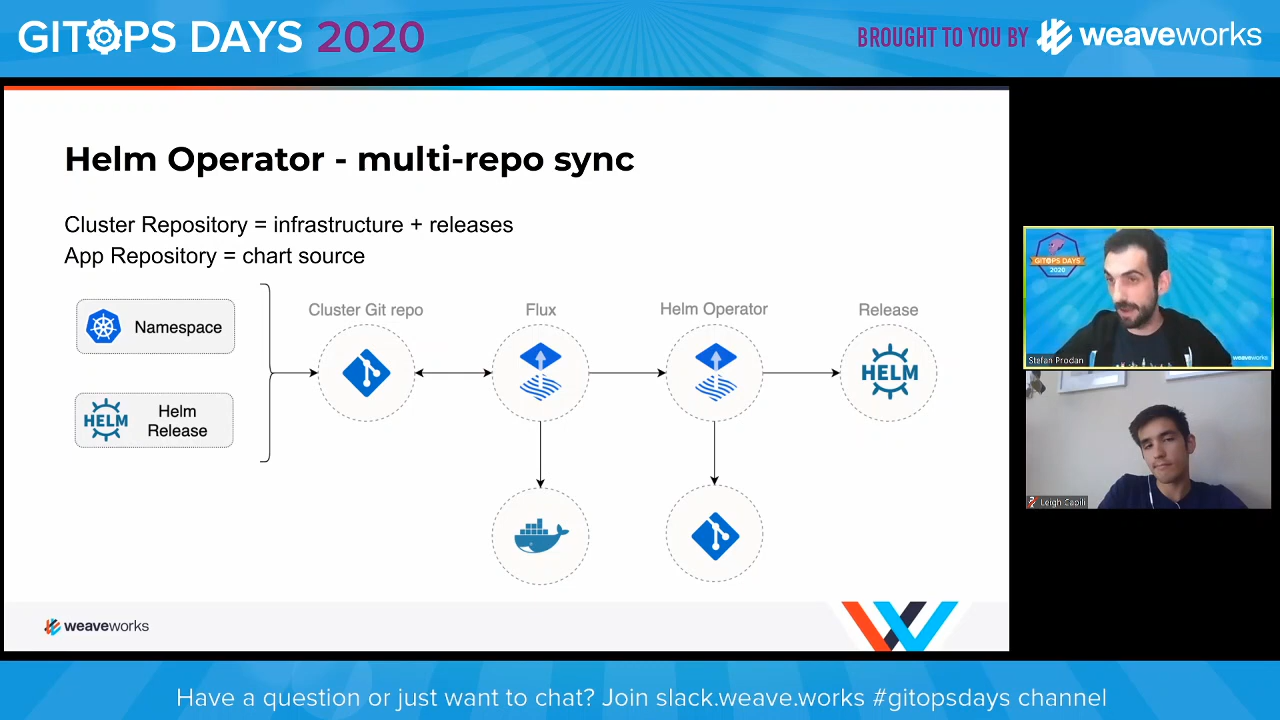 GITOPS DAYS 2020
BROUGHT TO YOU BY weaveworks
Helm Operator - multi-repo sync
Cluster Repository = infrastructure + releases
App Repository = chart source
Namespace
HELM
Helm
Release
Cluster Git repo
Flux
Helm Operator
Release
HELM
weaveworks
GITOPS DAYS
2020
weaveworks
Stefan Prodan
Leigh Capili
Have a question or just want to chat? Join slack.weave.works #gitopsdays channel